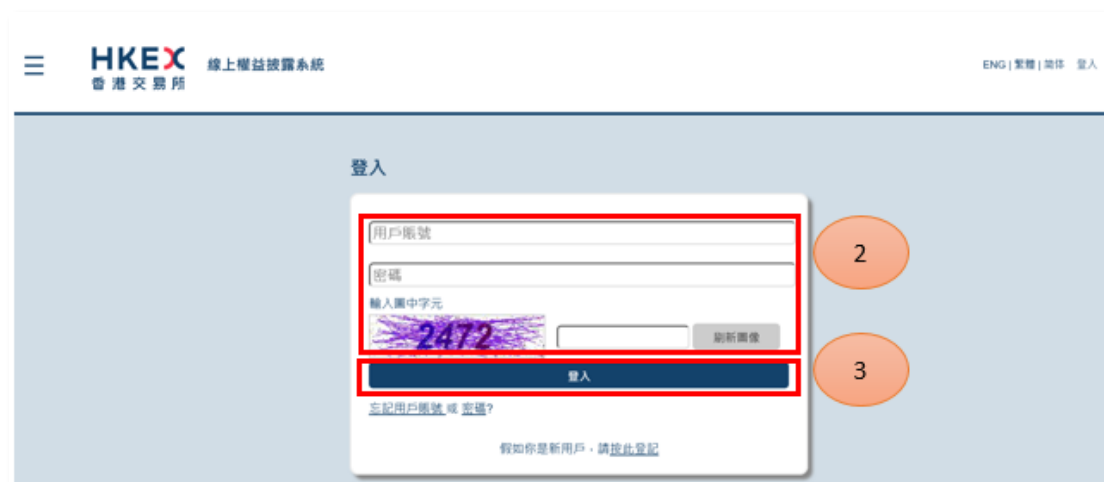 ☰ HKEX 線上權益披露系統 ENG | 繁體 | 简体 登入
香港交易所
登入
用戶賬號
2
密碼
輸入圖中字元
2472 刷新圖像
登入 3
忘記用戶賬號 或 密碼?
假如你是新用戶，請按此登記